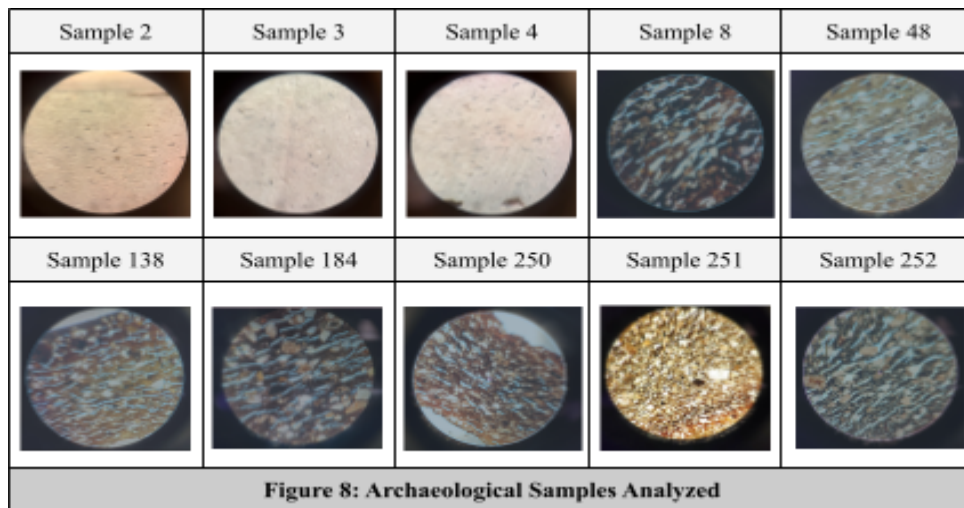 Sample 2
Sample 3
Sample 4
Sample 8
Sample 48
Sample 138
Sample 184
Sample 250
Sample 251
Sample 252
Figure 8: Archaeological Samples Analyzed